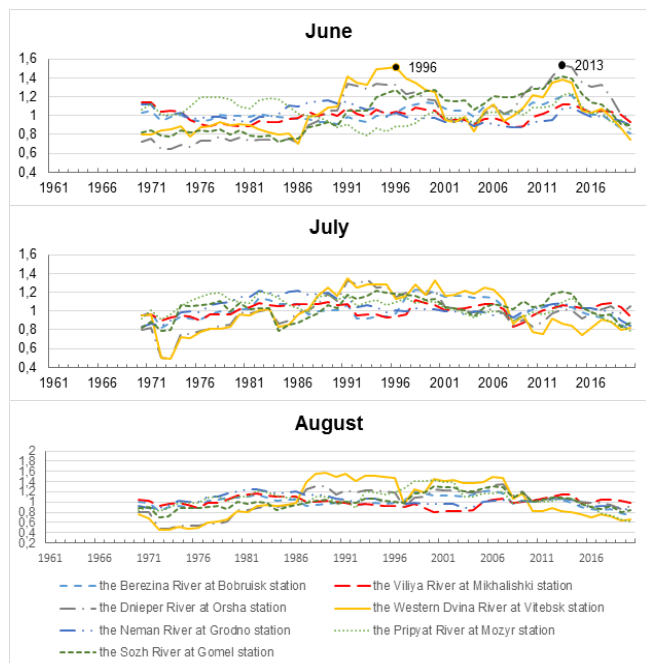 June
1,6
1,4
1,2
1
0,8
0,6
0,4
1996
2013
1961 1966 1971 1976 1981 1986 1991 1996 2001 2006 2011 2016
July
1,6
1,4
1,2
1
0,8
0,6
0,4
1961 1966 1971 1976 1981 1986 1991 1996 2001 2006 2011 2016
August
2
1,8
1,6
1,4
1,2
1
0,8
0,6
0,4
0,2
1961 1966 1971 1976 1981 1986 1991 1996 2001 2006 2011 2016
the Berezina River at Bobruisk station the Viliya River at Mikhalishki station
the Dnieper River at Orsha station the Western Dvina River at Vitebsk station
the Neman River at Grodno station the Pripyat River at Mozyr station
the Sozh River at Gomel station